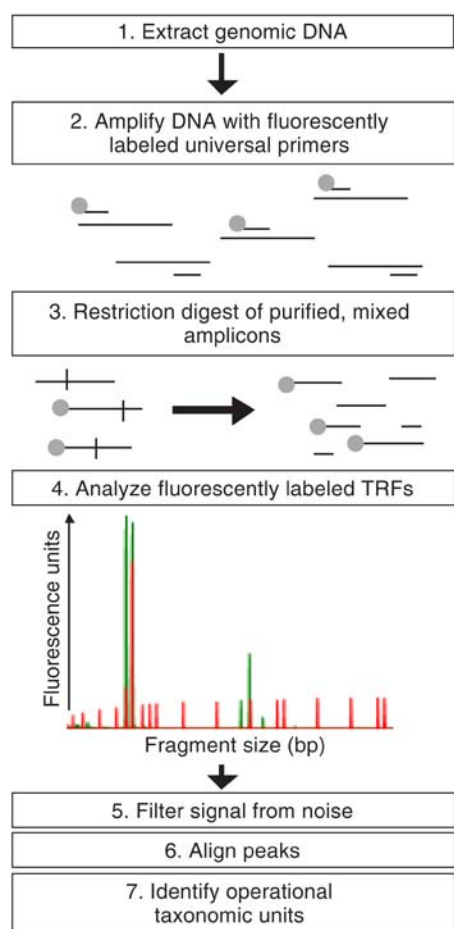 1. Extract genomic DNA
2. Amplify DNA with fluorescently
labeled universal primers
3. Restriction digest of purified, mixed
amplicons
4. Analyze fluorescently labeled TRFs
Fluorescence units
Fragment size (bp)
5. Filter signal from noise
6. Align peaks
7. Identify operational
taxonomic units